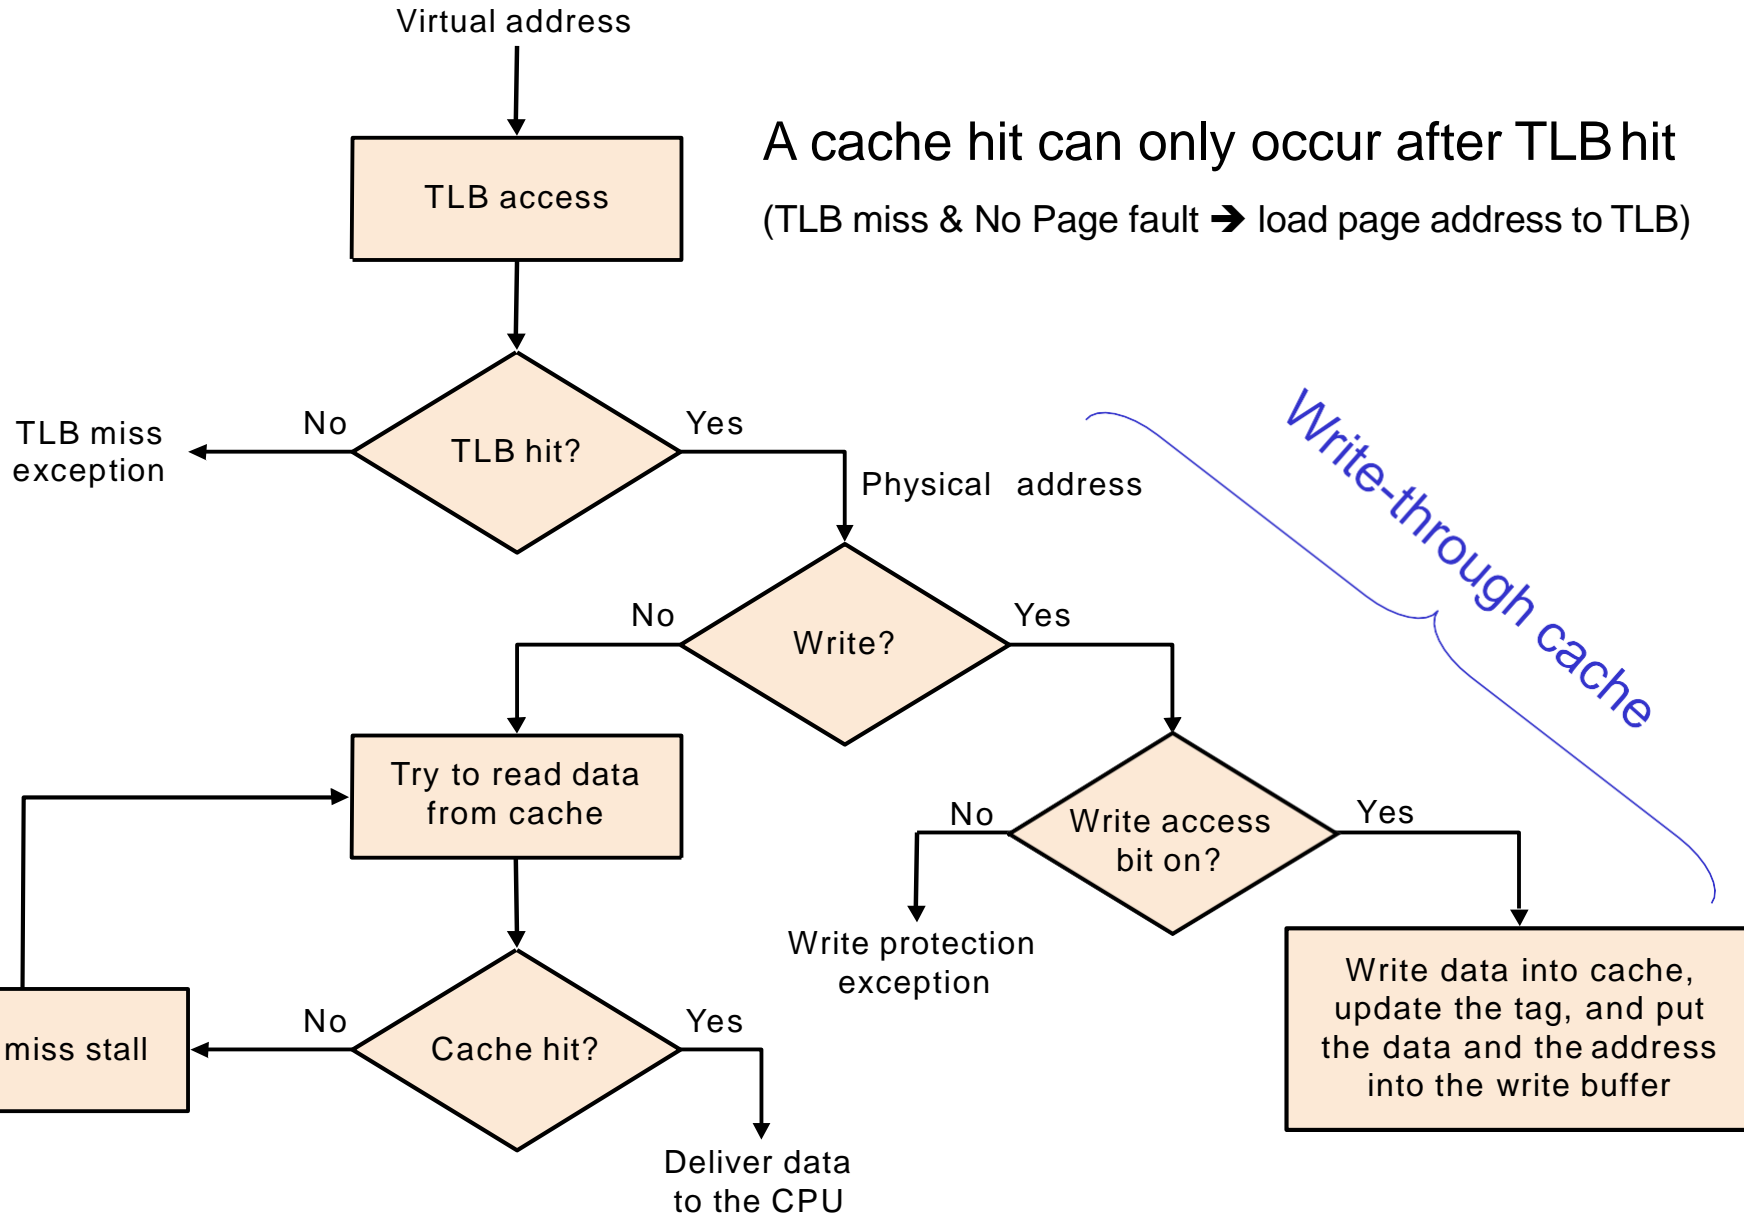 Virtual address
A cache hit can only occur after TLB hit
TLB access
(TLB miss & No Page fault ➔ load page address to TLB)
No
Yes
TLB miss
exception
TLB hit?
Physical address
Write-through cache
No
Yes
Write?
Try to read data
from cache
No
Yes
Write access
bit on?
Write protection
exception
Write data into cache,
update the tag, and put
the data and the address
into the write buffer
miss stall
No
Yes
Cache hit?
Deliver data
to the CPU